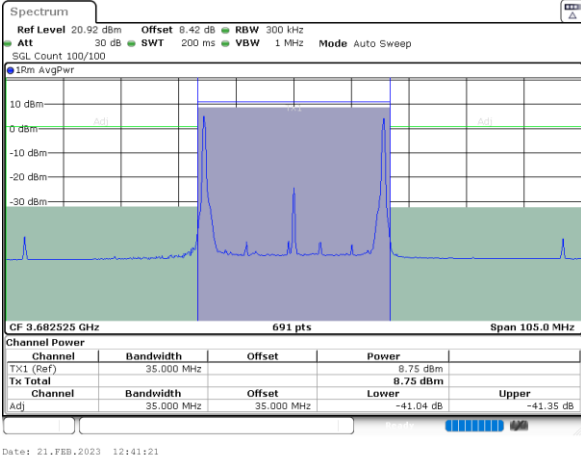 Spectrum
Ref Level 20.92 dBm Offset 8.42 dB RBW 300 kHz
Att 30 dB SWT 200 ms VBW 1 MHz Mode Auto Sweep
SGL Count 100/100
1Rm AvgPwr
10 dBm
Adj Adj
0 dBm
-10 dBm
-20 dBm
-30 dBm
CF 3.682525 GHz 691 pts Span 105.0 MHz
Channel Power
Channel Bandwidth Offset Power
TX1 (Ref) 35.000 MHz 8.75 dBm
Tx Total 8.75 dBm
Channel Bandwidth Offset Lower Upper
Adj 35.000 MHz 35.000 MHz -41.04 dB -41.35 dB
Ready
Date: 21.FEB.2023 12:41:21